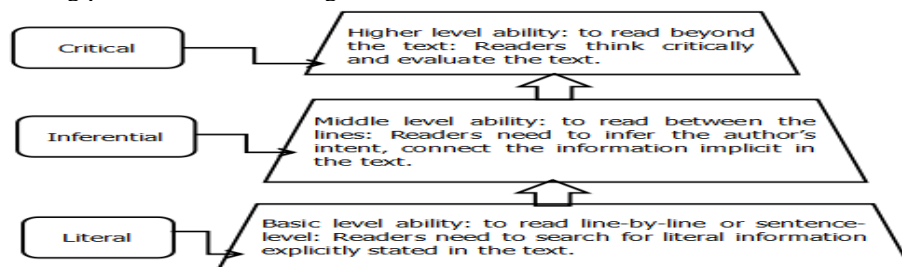 Critical
Higher level ability: to read beyond
the text: Readers think critically
and evaluate the text.
Inferential
Middle level ability: to read between the
lines: Readers need to infer the author's
intent, connect the information implicit in
the text.
Literal
Basic level ability: to read line-by-line or sentence-
level: Readers need to search for literal information
explicitly stated in the text.